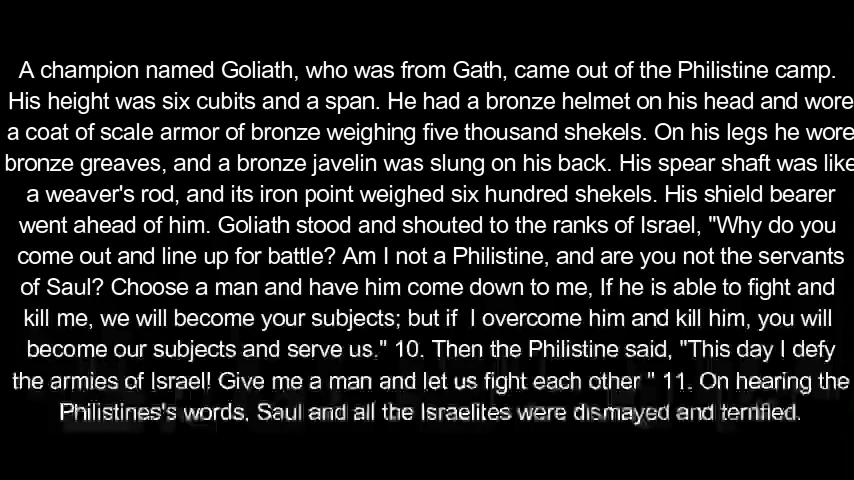 A champion named Goliath, who was from Gath, came out of the Philistine camp.
His height was six cubits and a span. He had a bronze helmet on his head and wore
a coat of scale armor of bronze weighing five thousand shekels. On his legs he wore
bronze greaves, and a bronze javelin was slung on his back. His spear shaft was like
a weaver's rod, and its iron point weighed six hundred shekels. His shield bearer
went ahead of him. Goliath stood and shouted to the ranks of Israel, "Why do you
come out and line up for battle? Am I not a Philistine, and are you not the servants
of Saul? Choose a man and have him come down to me, If he is able to fight and
kill me, we will become your subjects; but if  I overcome him and kill him, you will
become our subjects and serve us." 10. Then the Philistine said, "This day I defy
the armies of Israel! Give me a man and let us fight each other " 11. On hearing the
Philistines's words, Saul and all the Israelites were dismayed and terrified.